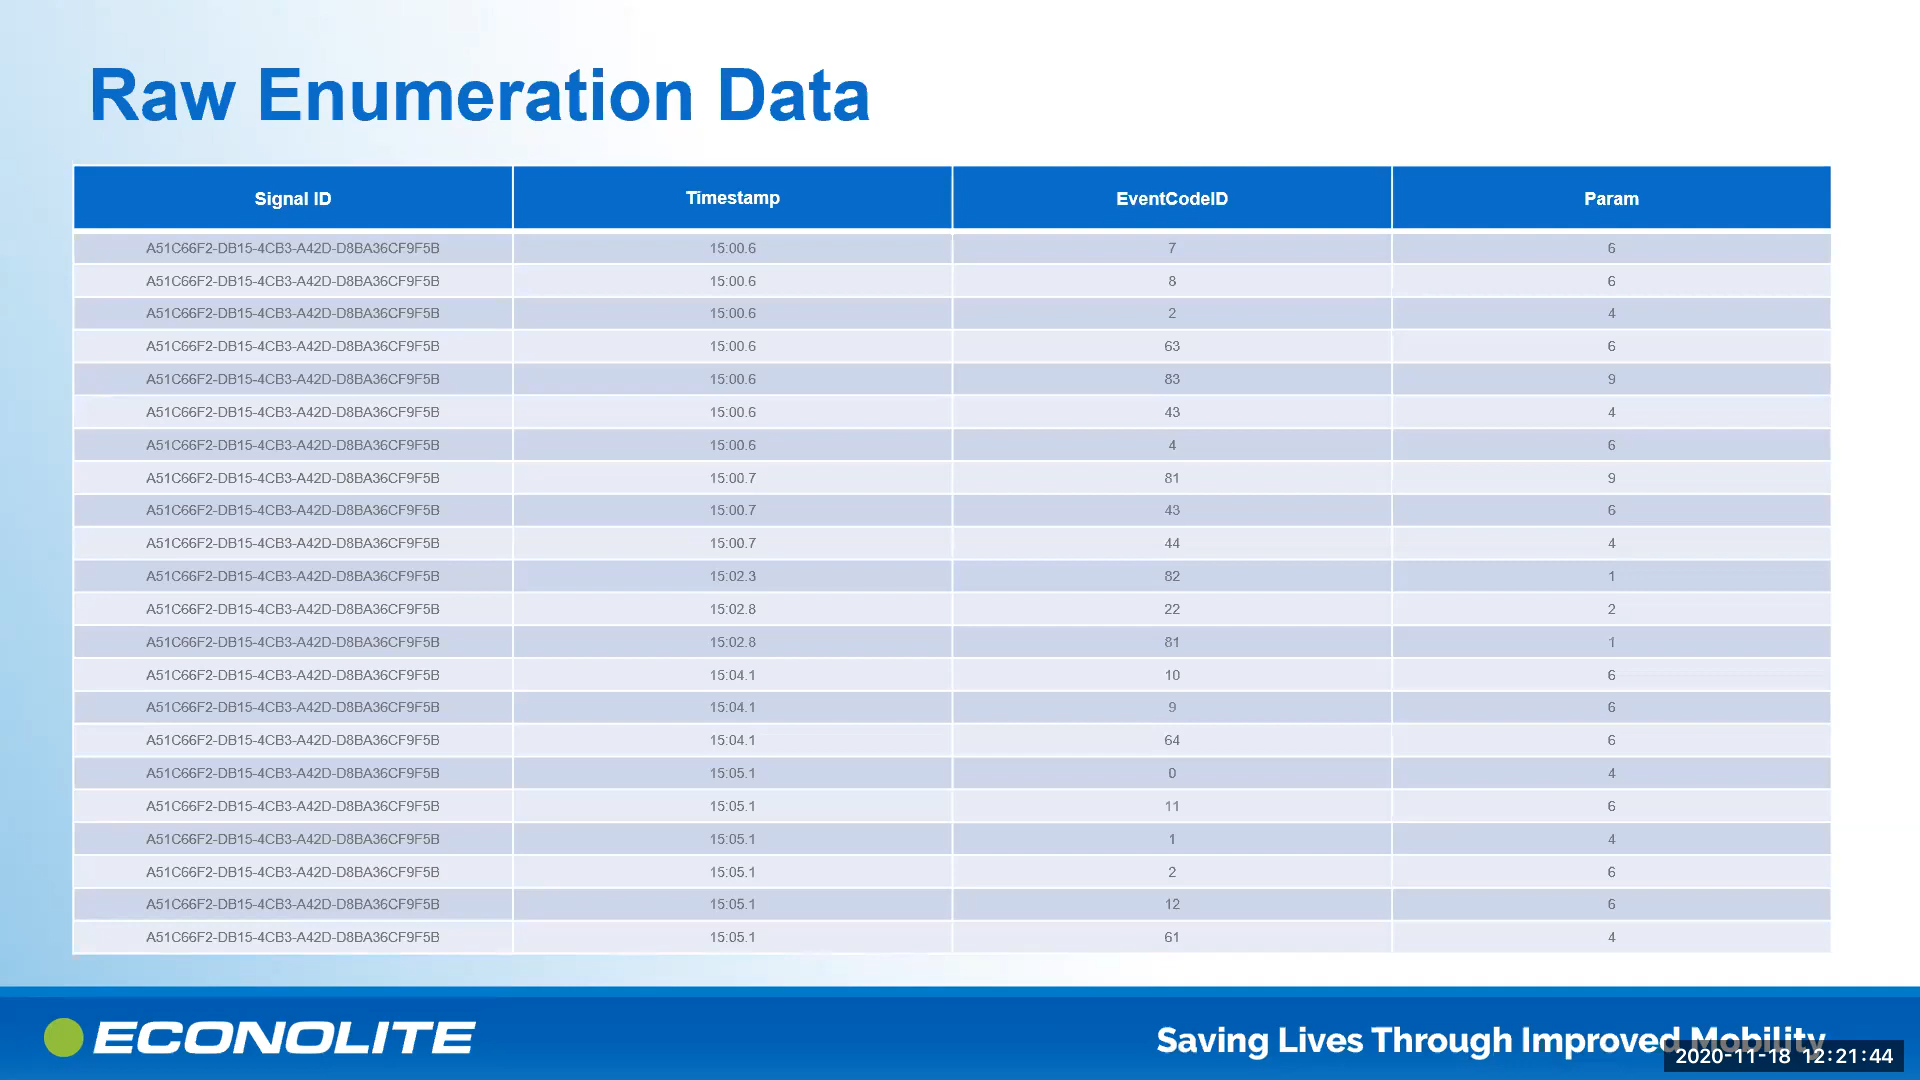 Raw Enumeration Data
Signal ID Timestamp EventCodeID Param
A51C66F2-DB15-4CB3-A42D-D8BA36CF9F5B 15:00.6 7 6
A51C66F2-DB15-4CB3-A42D-D8BA36CF9F5B 15:00.6 8 6
A51C66F2-DB15-4CB3-A42D-D8BA36CF9F5B 15:00.6 2 4
A51C66F2-DB15-4CB3-A42D-D8BA36CF9F5B 15:00.6 63 6
A51C66F2-DB15-4CB3-A42D-D8BA36CF9F5B 15:00.6 83 9
A51C66F2-DB15-4CB3-A42D-D8BA36CF9F5B 15:00.6 43 4
A51C66F2-DB15-4CB3-A42D-D8BA36CF9F5B 15:00.6 4 6
A51C66F2-DB15-4CB3-A42D-D8BA36CF9F5B 15:00.7 81 9
A51C66F2-DB15-4CB3-A42D-D8BA36CF9F5B 15:00.7 43 6
A51C66F2-DB15-4CB3-A42D-D8BA36CF9F5B 15:00.7 44 4
A51C66F2-DB15-4CB3-A42D-D8BA36CF9F5B 15:02.3 82 1
A51C66F2-DB15-4CB3-A42D-D8BA36CF9F5B 15:02.8 22 2
A51C66F2-DB15-4CB3-A42D-D8BA36CF9F5B 15:02.8 81 1
A51C66F2-DB15-4CB3-A42D-D8BA36CF9F5B 15:04.1 10 6
A51C66F2-DB15-4CB3-A42D-D8BA36CF9F5B 15:04.1 9 6
A51C66F2-DB15-4CB3-A42D-D8BA36CF9F5B 15:04.1 64 6
A51C66F2-DB15-4CB3-A42D-D8BA36CF9F5B 15:05.1 0 4
A51C66F2-DB15-4CB3-A42D-D8BA36CF9F5B 15:05.1 11 6
A51C66F2-DB15-4CB3-A42D-D8BA36CF9F5B 15:05.1 1 4
A51C66F2-DB15-4CB3-A42D-D8BA36CF9F5B 15:05.1 2 6
A51C66F2-DB15-4CB3-A42D-D8BA36CF9F5B 15:05.1 12 6
A51C66F2-DB15-4CB3-A42D-D8BA36CF9F5B 15:05.1 61 4
ECONOLITE
Saving Lives Through Improved Mobility
2020-11-18 12:21:44